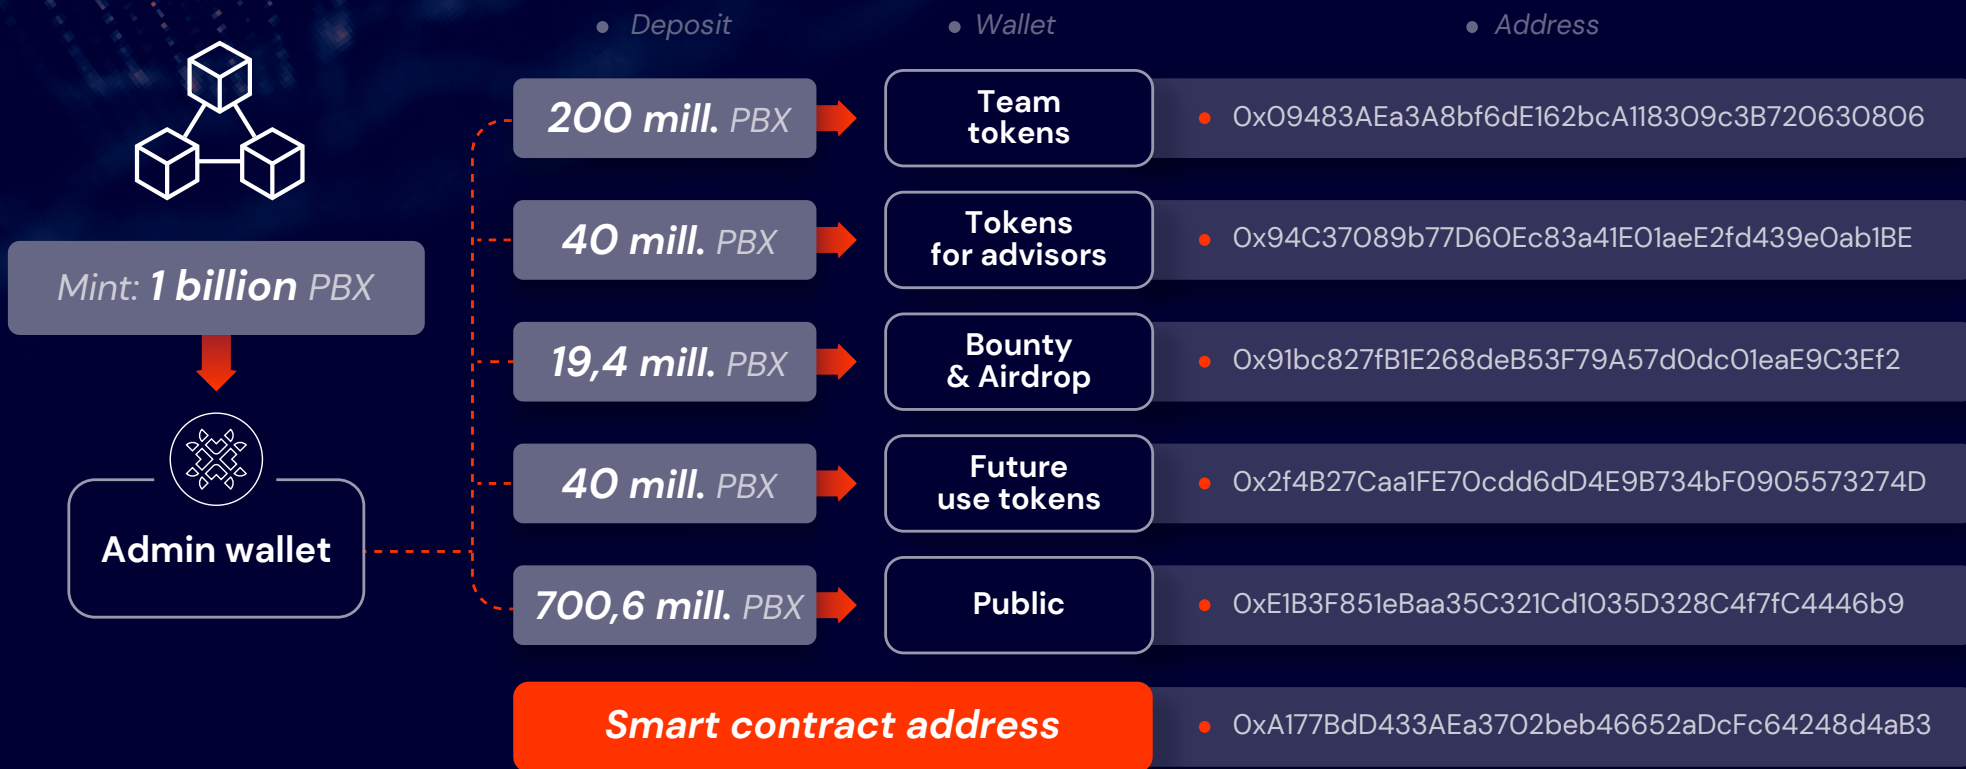 Deposit
Wallet
Address
200 mill. PBX
Team
tokens
0x09483AEa3A8bf6dE162bcA118309c3B720630806
40 mill. PBX
Tokens
for advisors
0x94C37089b77D60Ec83a41E01aeE2fd439e0ab1BE
Mint: 1 billion PBX
19,4 mill. PBX
Bounty
& Airdrop
0x91bc827fB1E268deB53F79A57d0dc01eaE9C3Ef2
40 mill. PBX
Future
use tokens
0x2f4B27Caa1FE70cdd6dD4E9B734bF0905573274D
Admin wallet
700,6 mill. PBX
Public
0xE1B3F851eBaa35C321Cd1035D328C4f7fC4446b9
Smart contract address
0xA177BdD433AEa3702beb46652aDcFc64248d4aB3